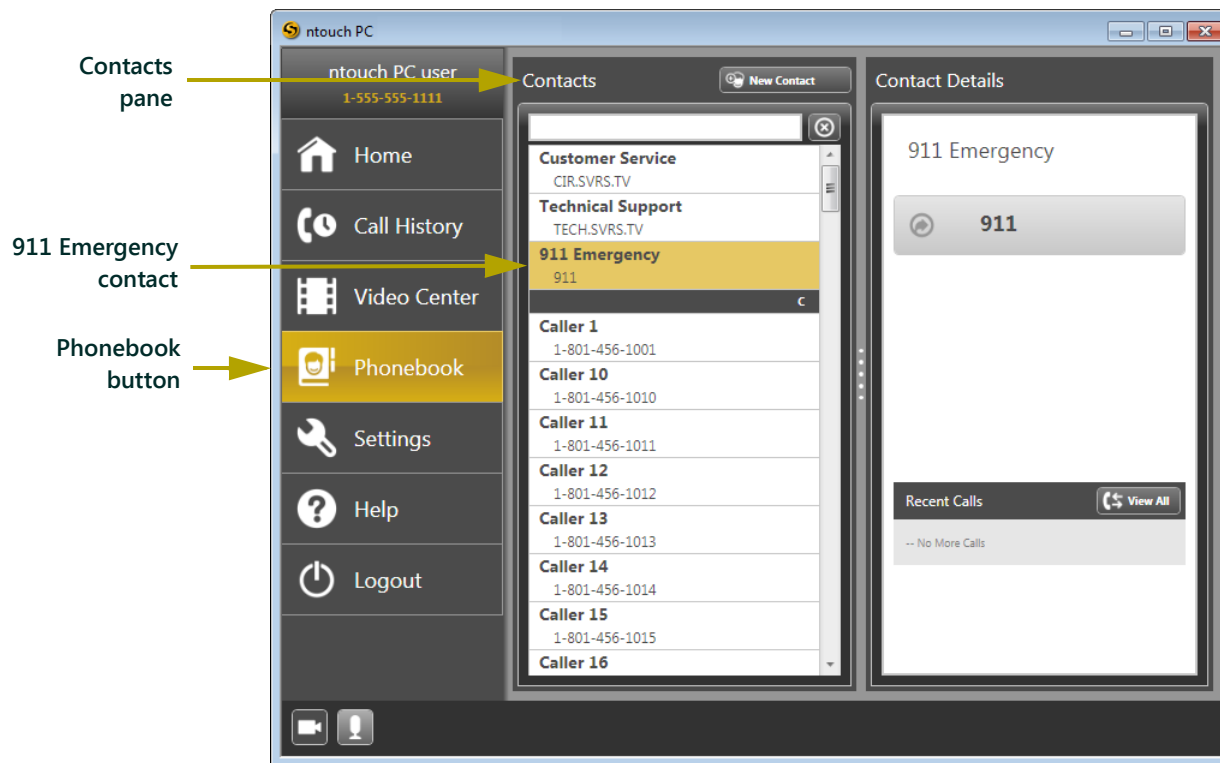 ntouch PC
Contacts
pane
911 Emergency
contact
Phonebook
button
ntouch PC user
1-555-555-1111
Home
Call History
Video Center
Phonebook
Settings
Help
Logout
Contacts
New Contact
Customer Service
CIR.SVRS.TV
Technical Support
TECH.SVRS.TV
911 Emergency
911
C
Caller 1
1-801-456-1001
Caller 10
1-801-456-1010
Caller 11
1-801-456-1011
Caller 12
1-801-456-1012
Caller 13
1-801-456-1013
Caller 14
1-801-456-1014
Caller 15
1-801-456-1015
Caller 16
Contact Details
911 Emergency
911
Recent Calls
View All
-- No More Calls